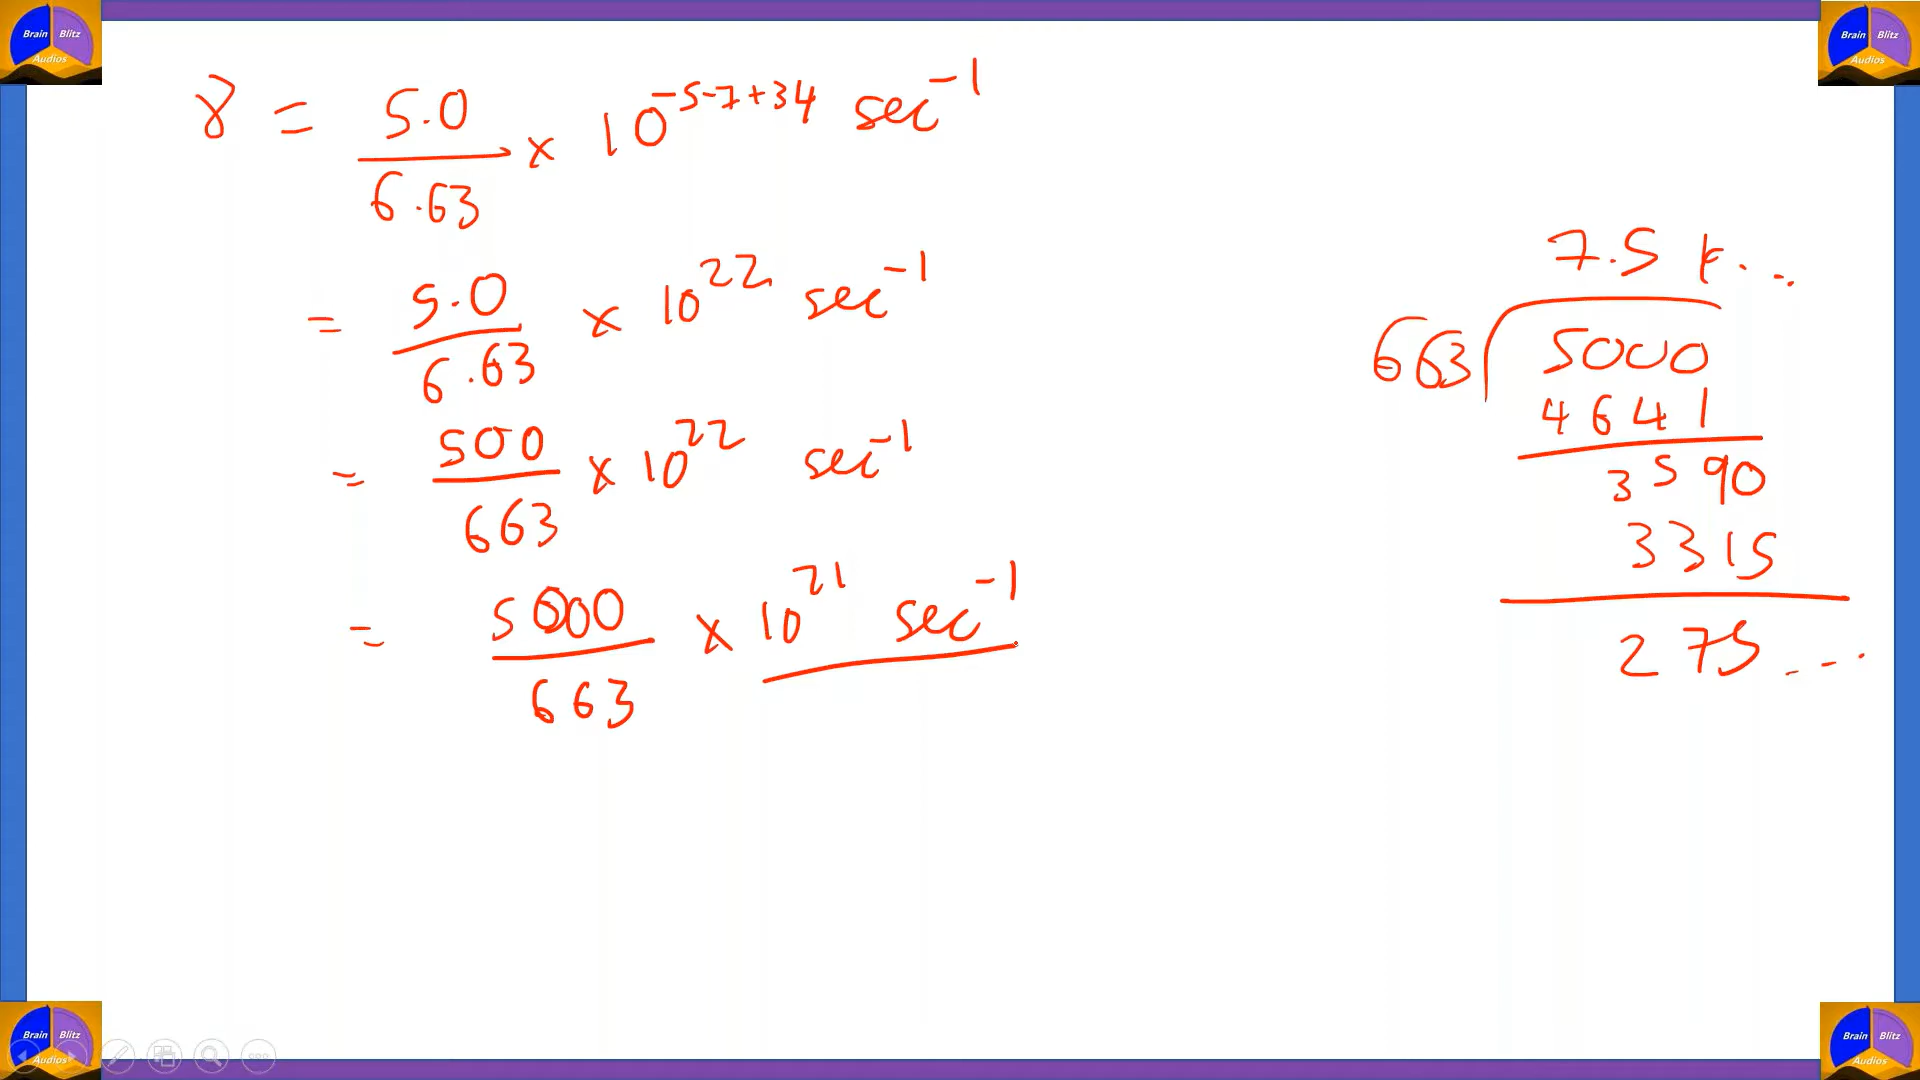 Brain Blitz
Audios
Brain Blitz
Audios
γ = 5.0/6.63 × 10^-5-7+34 sec^-1
= 5.0/6.63 × 10^22 sec^-1
= 500/663 × 10^22 sec^-1
= 5000/663 × 10^21 sec^-1
7.5 ...
663 5000
4641
3590
3315
275 ...
Brain Blitz
Audios
Brain Blitz
Audios